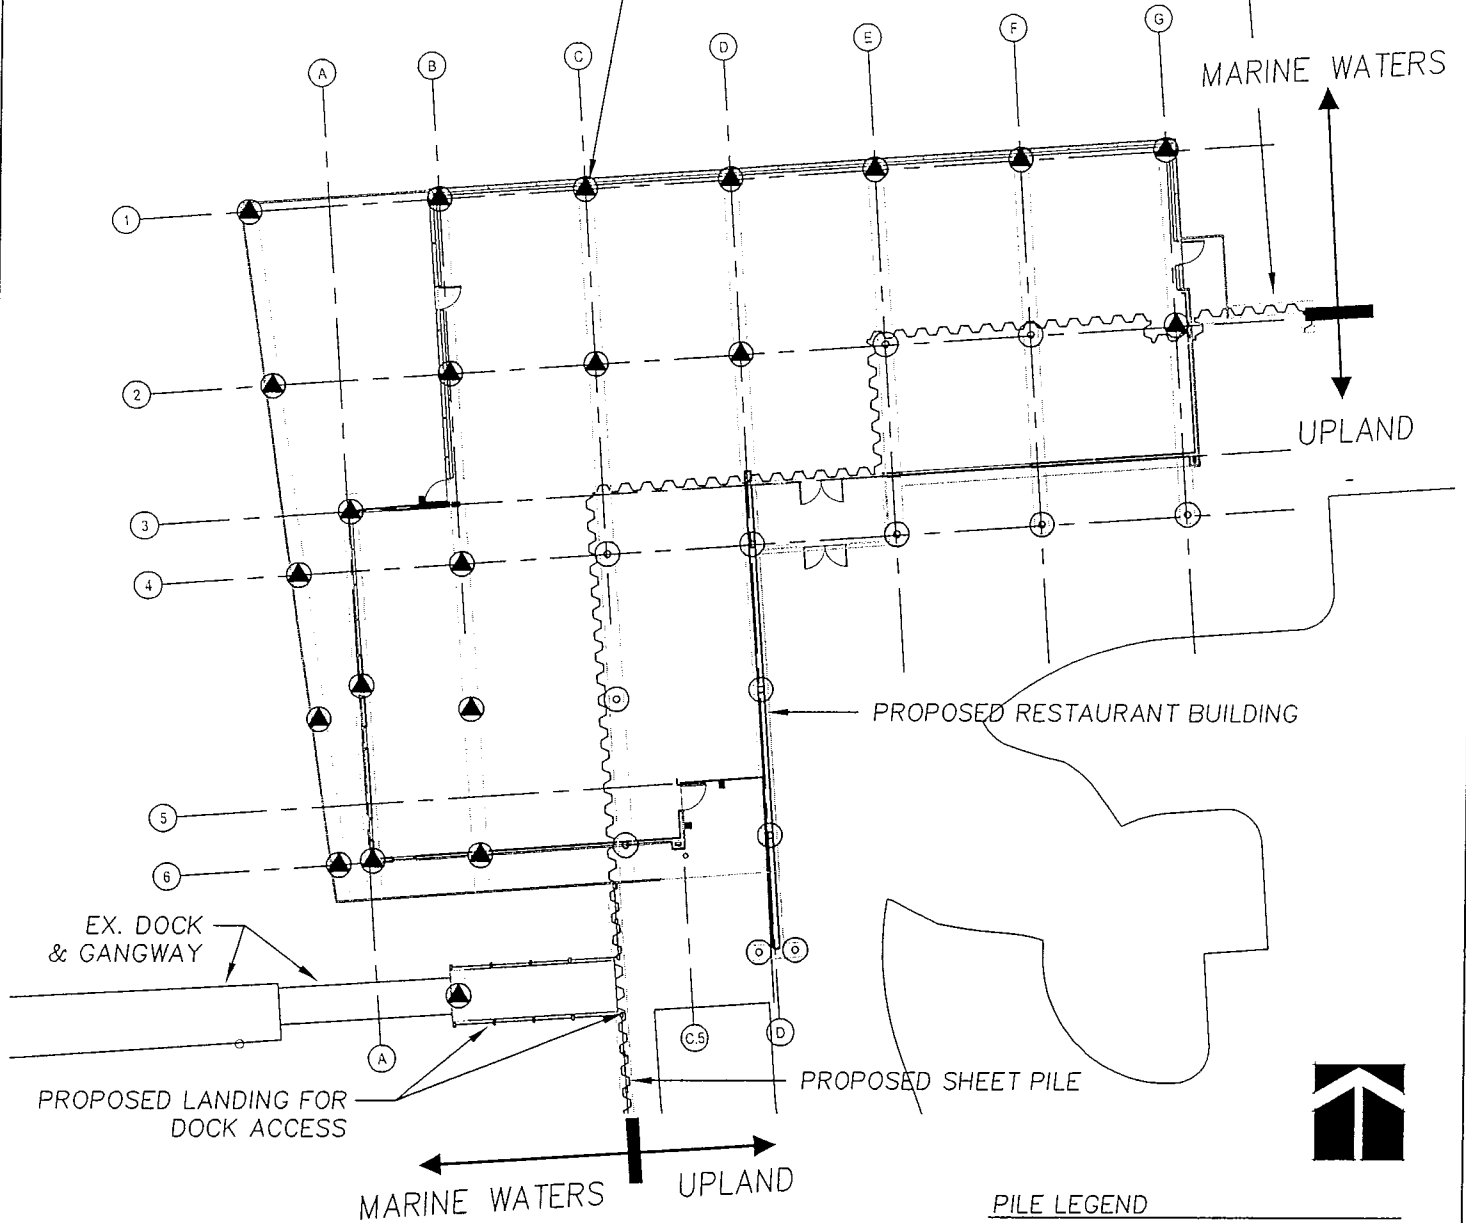 A
B
C
D
E
F
G
MARINE WATERS
1
2
UPLAND
3
4
PROPOSED RESTAURANT BUILDING
5
6
EX. DOCK
& GANGWAY
A
C.5
D
PROPOSED SHEET PILE
PROPOSED LANDING FOR
DOCK ACCESS
MARINE WATERS
UPLAND
PILE LEGEND